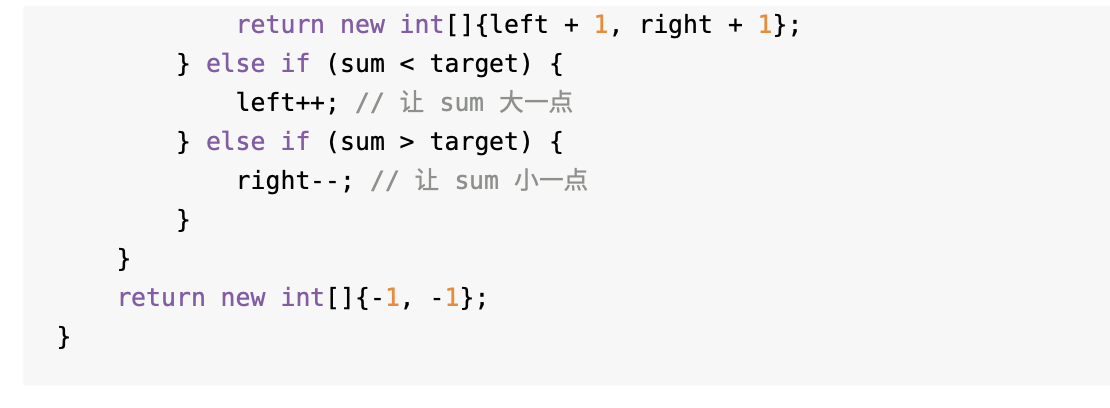 return new int[]{left + 1, right + 1};
        } else if (sum < target) {
            left++; // 让 sum 大一点
        } else if (sum > target) {
            right--; // 让 sum 小一点
        }
    }
    return new int[]{-1, -1};
}